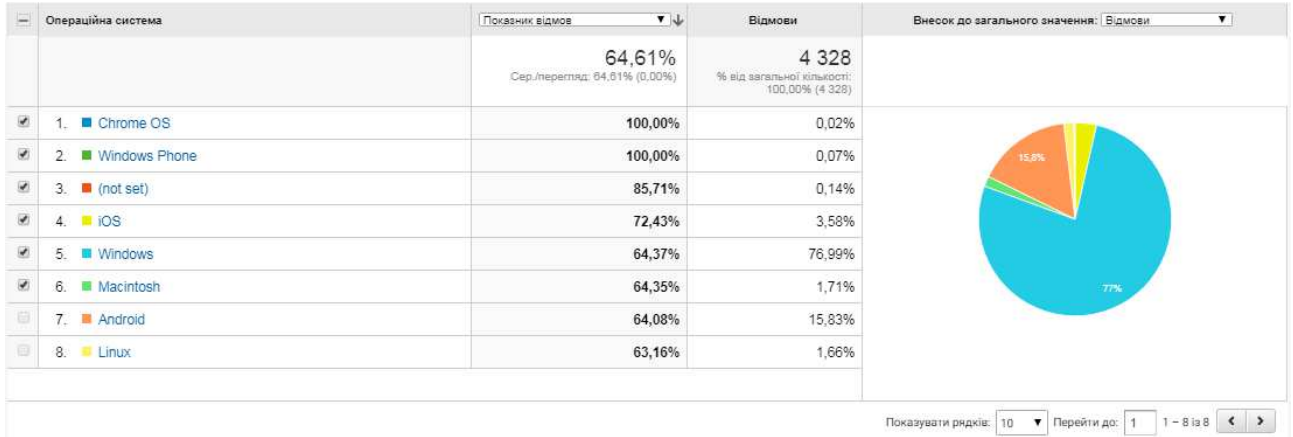 Операційна система Показник відмов Відмови Внесок до загального значення: Відмови
64,61% 4 328
Сер./перегляд: 64,61% (0,00%) % від загальної кількості:
100,00% (4 328)
1. Chrome OS 100,00% 0,02%
2. Windows Phone 100,00% 0,07%
3. (not set) 85,71% 0,14%
4. iOS 72,43% 3,58%
5. Windows 64,37% 76,99%
6. Macintosh 64,35% 1,71%
7. Android 64,08% 15,83%
8. Linux 63,16% 1,66%
15,8%
77%
Показувати рядків: 10 Перейти до: 1 1 – 8 із 8